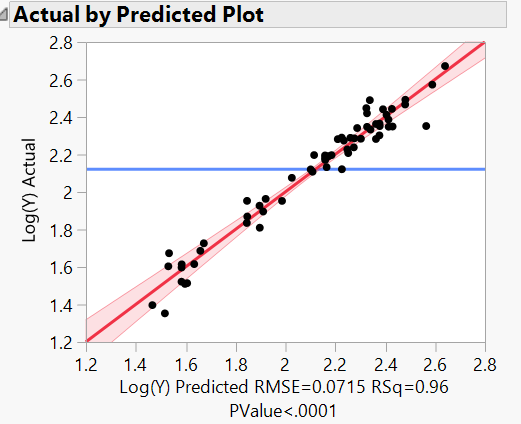 Actual by Predicted Plot
2.8
2.6
2.4
2.2
2
1.8
1.6
1.4
1.2
Log(Y) Actual
1.2 1.4 1.6 1.8 2 2.2 2.4 2.6 2.8
Log(Y) Predicted RMSE=0.0715 RSq=0.96
PValue<.0001